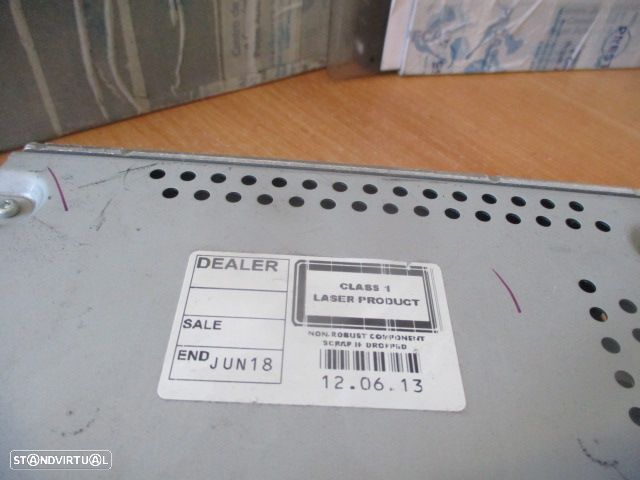 DEALER
SALE
END JUN18
CLASS 1
LASER PRODUCT
NON-ROBUST COMPONENT
SCRAP IF DROPPED
12.06.13
STANDVIRTUAL